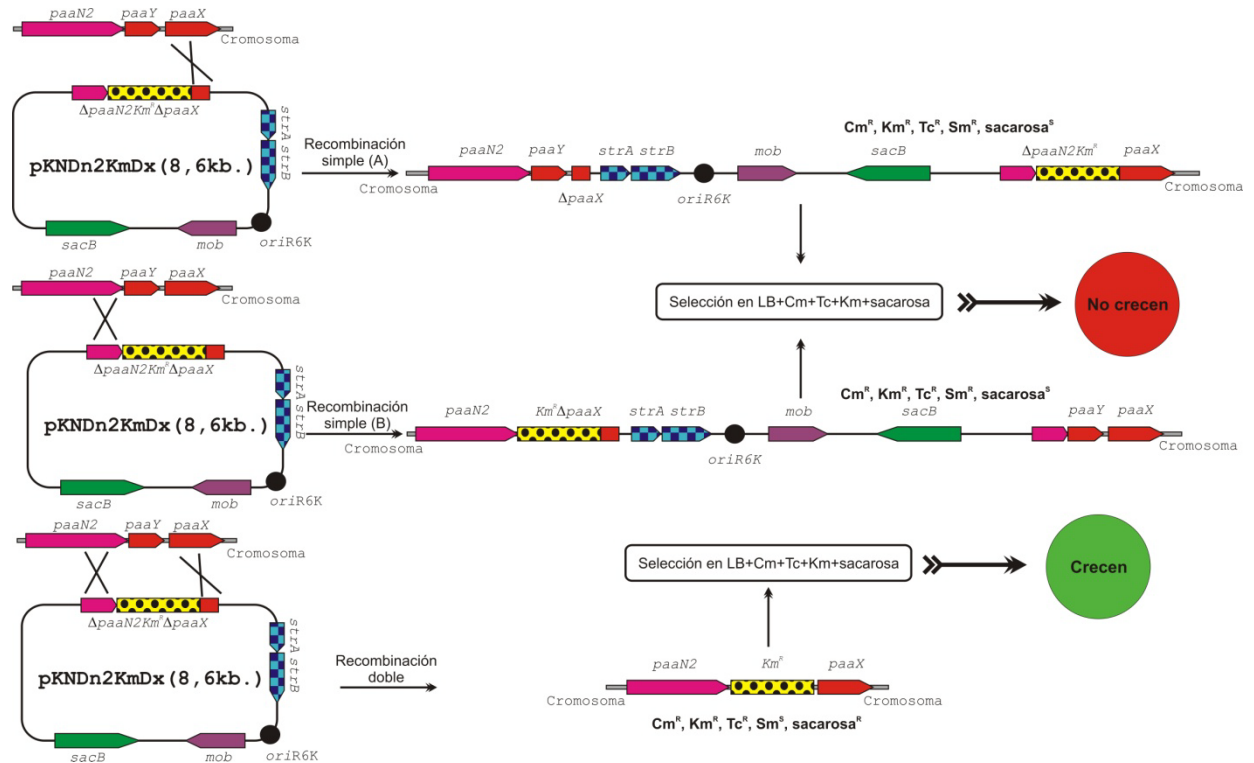 paaN2 paaY paaX
Cromosoma
ΔpaaN2KmᴿΔpaaX
strA strB
pKNDn2KmDx(8,6kb.)
sacB mob oriR6K
Recombinación
simple (A)
Cmᴿ, Kmᴿ, Tcᴿ, Smᴿ, sacarosaˢ
paaN2 paaY strA strB mob sacB ΔpaaN2Kmᴿ paaX
Cromosoma ΔpaaX oriR6K Cromosoma
Selección en LB+Cm+Tc+Km+sacarosa
No crecen
paaN2 paaY paaX
Cromosoma
ΔpaaN2KmᴿΔpaaX
strA strB
pKNDn2KmDx(8,6kb.)
sacB mob oriR6K
Recombinación
simple (B)
Cmᴿ, Kmᴿ, Tcᴿ, Smᴿ, sacarosaˢ
paaN2 KmᴿΔpaaX strA strB mob sacB paaY paaX
Cromosoma oriR6K Cromosoma
paaN2 paaY paaX
Cromosoma
ΔpaaN2KmᴿΔpaaX
strA strB
pKNDn2KmDx(8,6kb.)
sacB mob oriR6K
Recombinación
doble
Selección en LB+Cm+Tc+Km+sacarosa
Crecen
paaN2 Kmᴿ paaX
Cromosoma Cromosoma
Cmᴿ, Kmᴿ, Tcᴿ, Smˢ, sacarosaᴿ